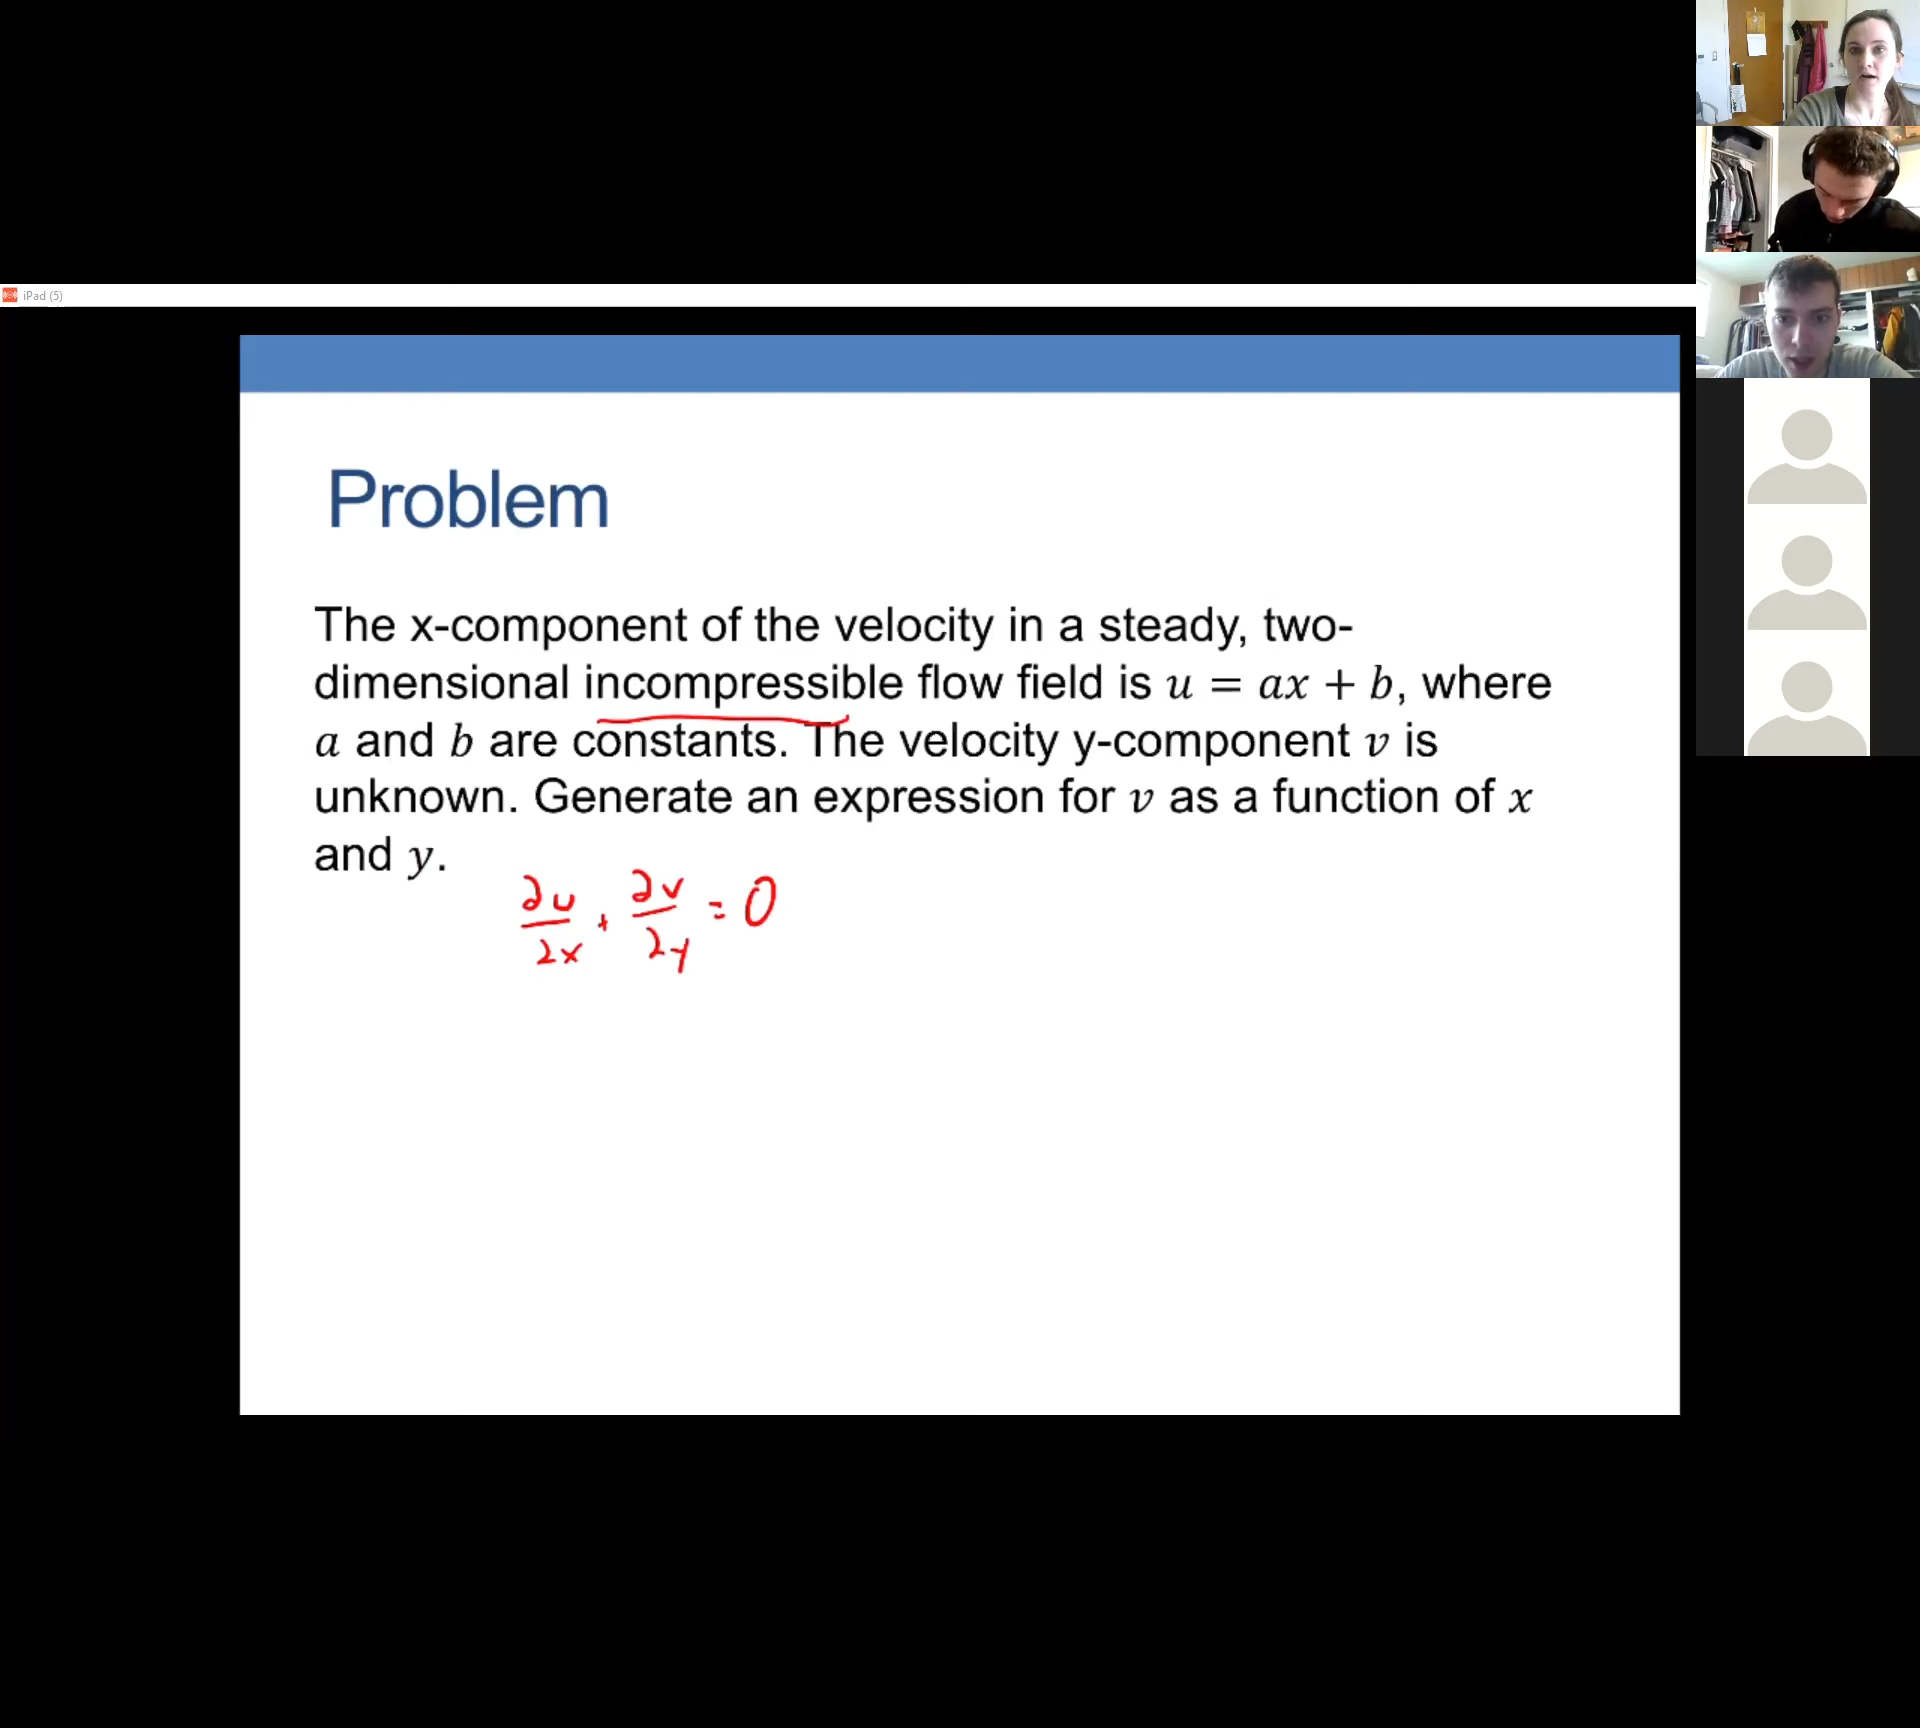 iPad (5)
Problem
The x-component of the velocity in a steady, two-
dimensional incompressible flow field is u = ax + b, where
a and b are constants. The velocity y-component v is
unknown. Generate an expression for v as a function of x
and y.
∂u/∂x + ∂v/∂y = 0